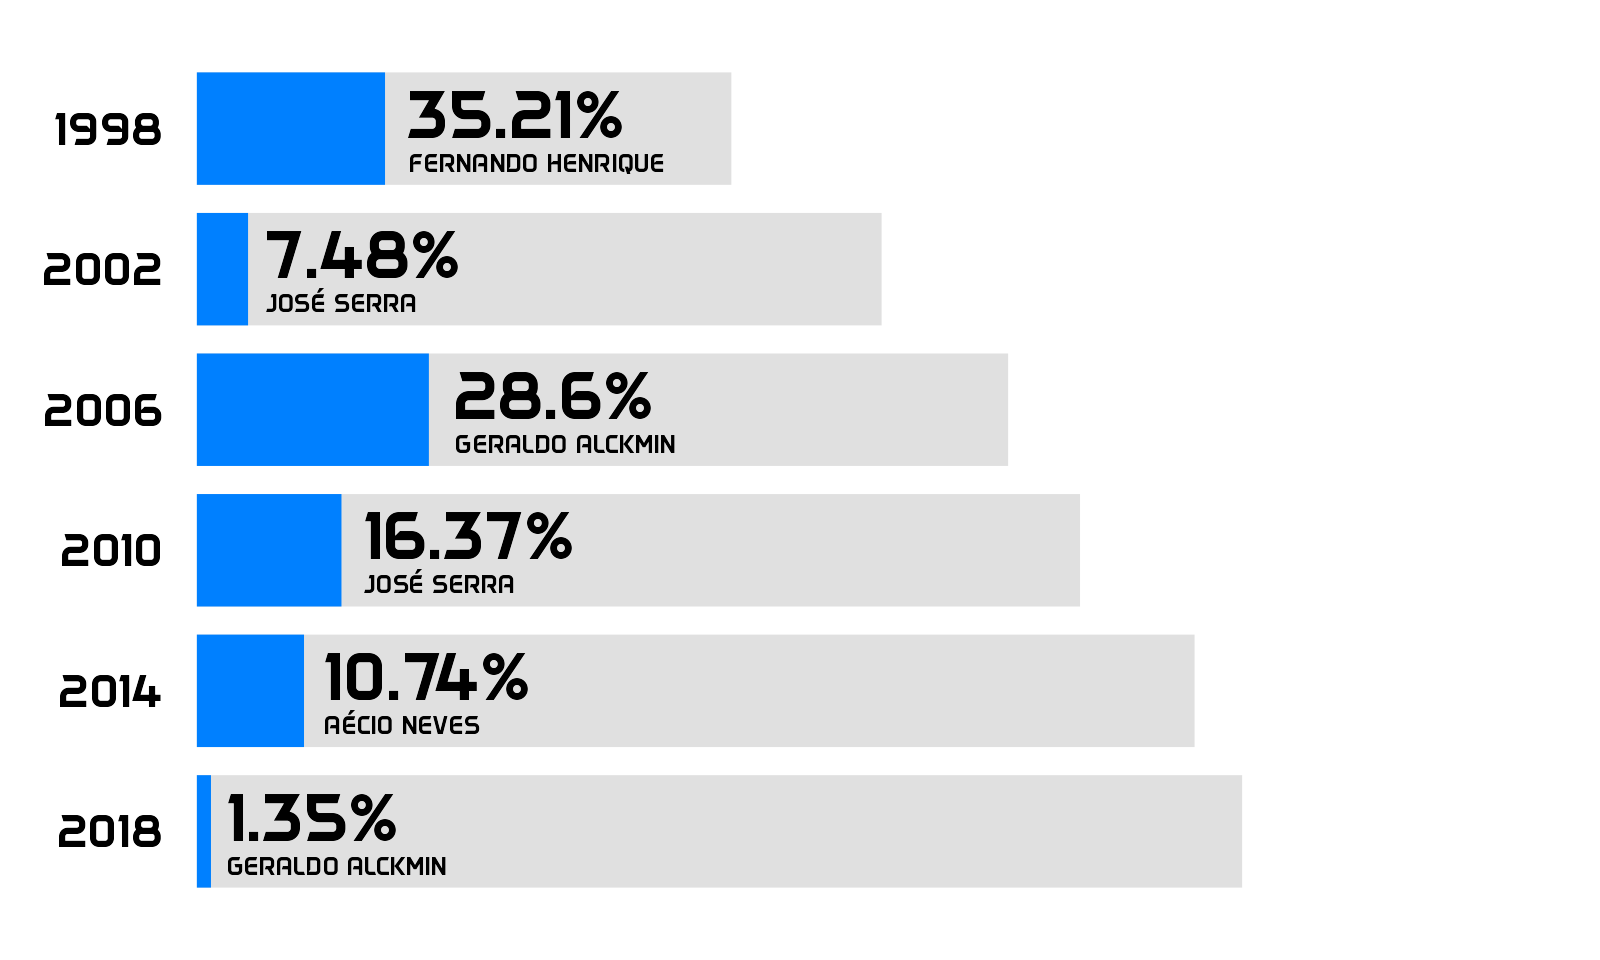 1998
35.21%
FERNANDO HENRIQUE
2002
7.48%
JOSÉ SERRA
2006
28.6%
GERALDO ALCKMIN
2010
16.37%
JOSÉ SERRA
2014
10.74%
AÉCIO NEVES
2018
1.35%
GERALDO ALCKMIN